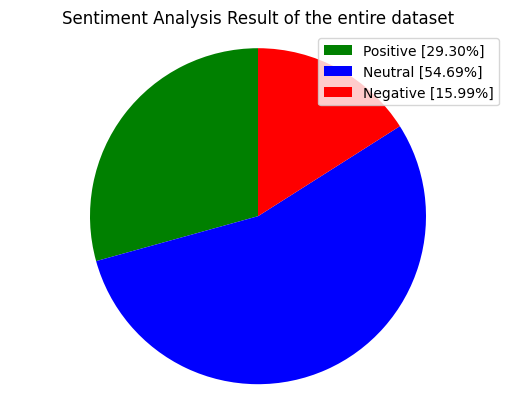 Sentiment Analysis Result of the entire dataset
Positive [29.30%]
Neutral [54.69%]
Negative [15.99%]